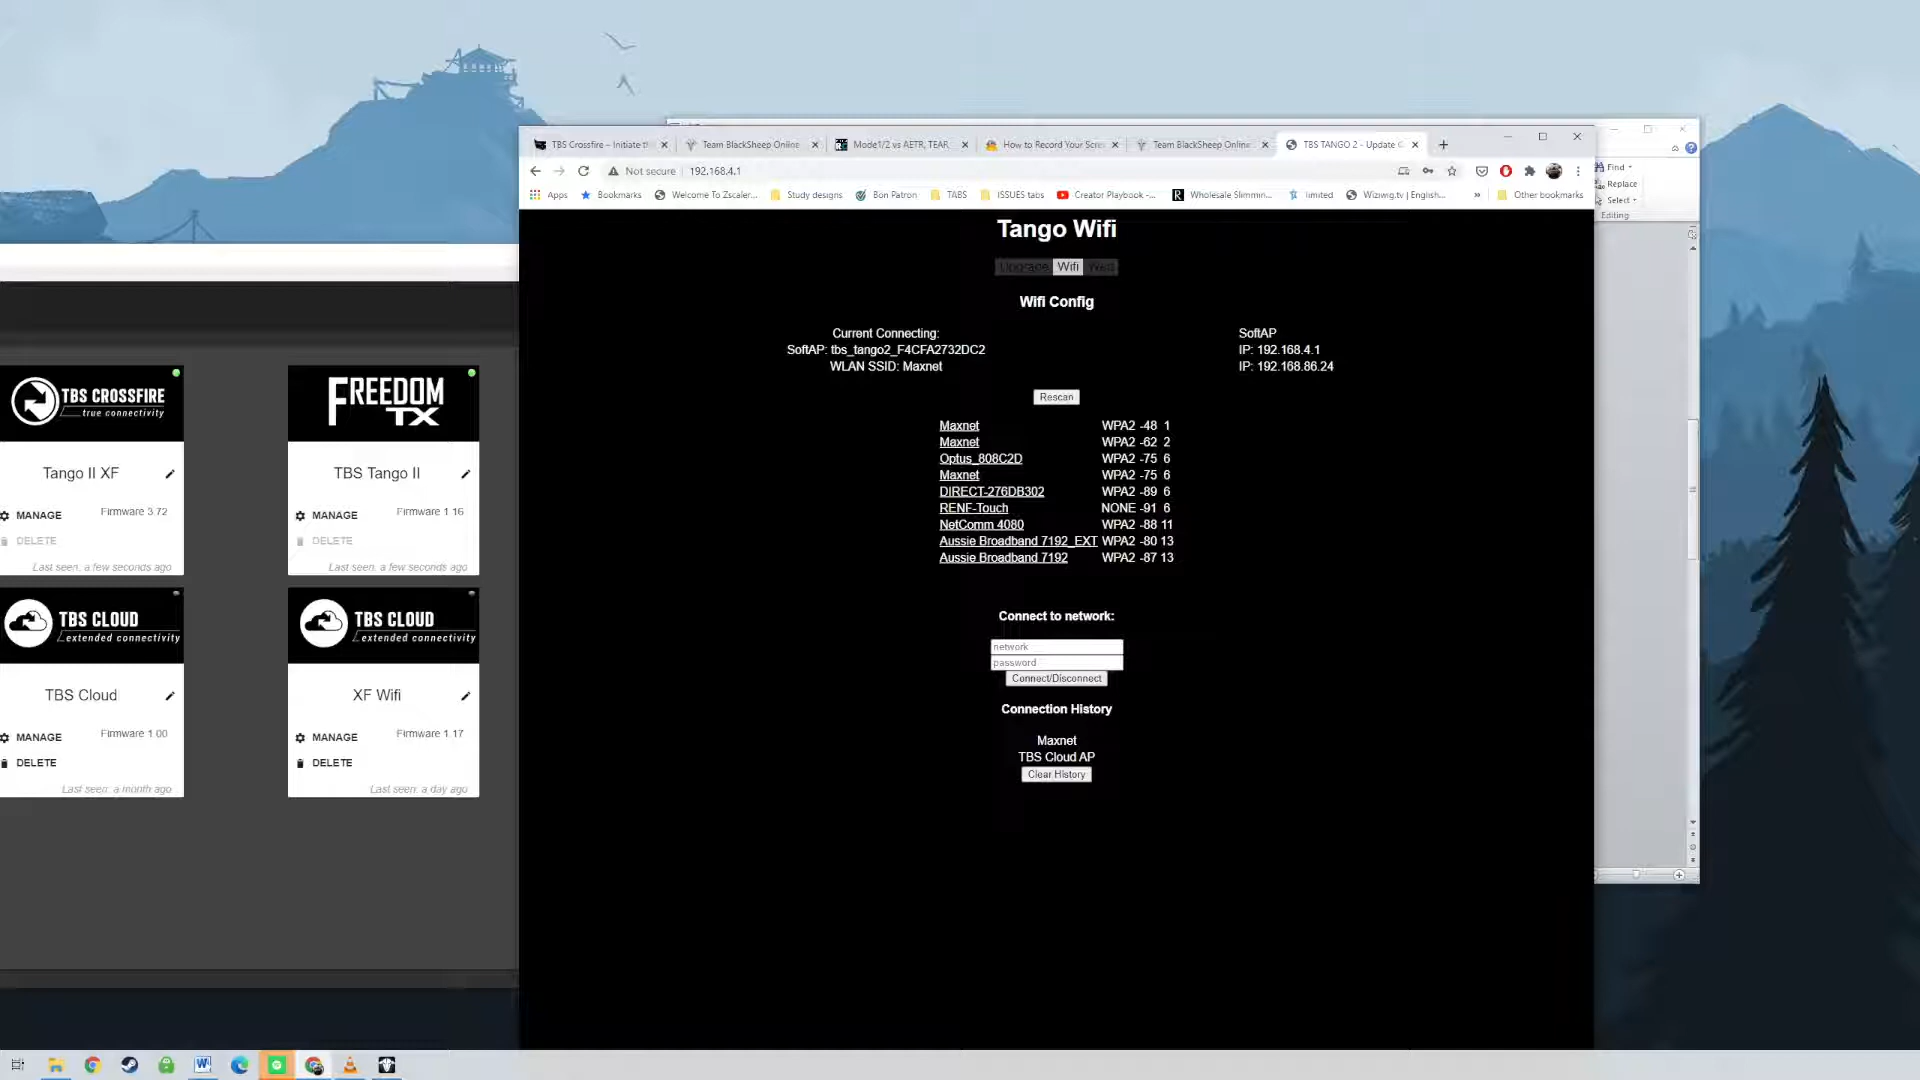 TBS Crossfire – Initiate th
Team BlackSheep Online
Mode1/2 vs AETR, TEAR,
How to Record Your Scree
Team BlackSheep Online
TBS TANGO 2 - Update
Not secure
192.168.4.1
Find
Replace
Select
Editing
Apps
Bookmarks
Welcome To Zscaler...
Study designs
Bon Patron
TABS
ISSUES tabs
Creator Playbook -...
Wholesale Slimmin...
limited
Wiziwig.tv | English...
»
Other bookmarks
Tango Wifi
Upgrade
Wifi
Wifi Config
Current Connecting:
SoftAP
SoftAP: tbs_tango2_F4CFA2732DC2
IP: 192.168.4.1
WLAN SSID: Maxnet
IP: 192.168.86.24
Rescan
Maxnet WPA2 -48 1
Maxnet WPA2 -62 2
Optus_808C2D WPA2 -75 6
Maxnet WPA2 -75 6
DIRECT-276DB302 WPA2 -89 6
RENF-Touch NONE -91 6
NetComm 4080 WPA2 -88 11
Aussie Broadband 7192_EXT WPA2 -80 13
Aussie Broadband 7192 WPA2 -87 13
Connect to network:
network
password
Connect/Disconnect
Connection History
Maxnet
TBS Cloud AP
Clear History
TBS CROSSFIRE
true connectivity
Tango II XF
MANAGE
Firmware 3.72
DELETE
Last seen: a few seconds ago
FREEDOM
TX
TBS Tango II
MANAGE
Firmware 1.16
DELETE
Last seen: a few seconds ago
TBS CLOUD
extended connectivity
TBS Cloud
MANAGE
Firmware 1.00
DELETE
Last seen: a month ago
TBS CLOUD
extended connectivity
XF Wifi
MANAGE
Firmware 1.17
DELETE
Last seen: a day ago